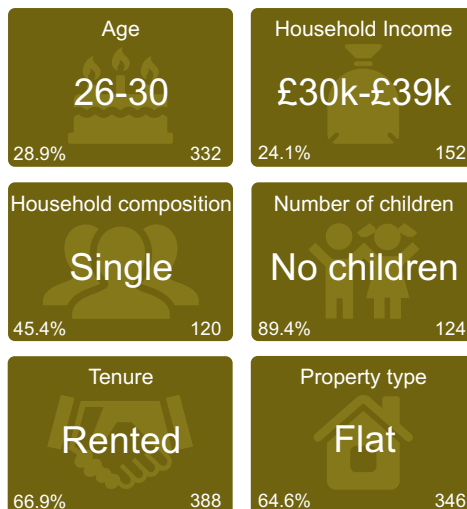 Age
26-30
28.9% 332
Household Income
£30k-£39k
24.1% 152
Household composition
Single
45.4% 120
Number of children
No children
89.4% 124
Tenure
Rented
66.9% 388
Property type
Flat
64.6% 346